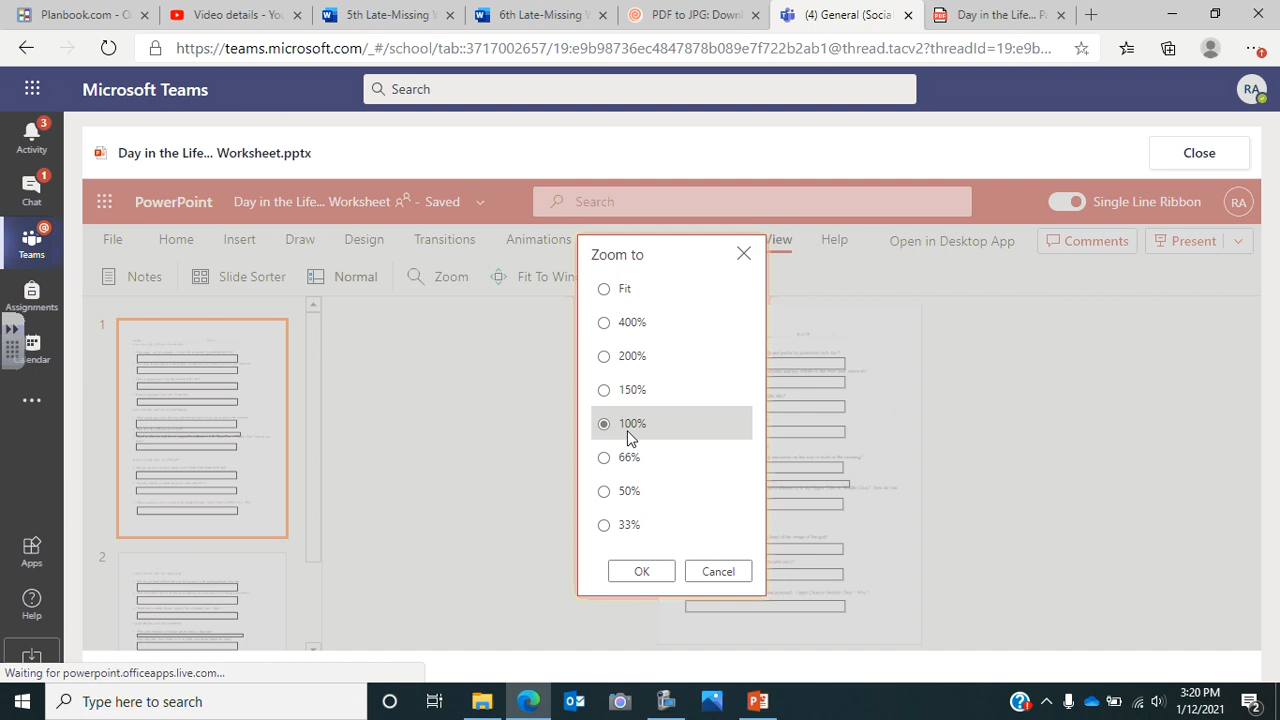 Planbook.com - O
Video details - Yo
5th Late-Missing
6th Late-Missing
PDF to JPG: Downl
(4) General (Socia
Day in the Life... P
https://teams.microsoft.com/_#/school/tab::3717002657/19:e9b98736ec4847878b089e7f722b2ab1@thread.tacv2?threadId=19:e9b...
Microsoft Teams
Search
RA
3
Activity
1
Chat
@
Teams
Assignments
Calendar
Apps
Help
Day in the Life... Worksheet.pptx
Close
PowerPoint Day in the Life... Worksheet - Saved
Search
Single Line Ribbon
RA
File Home Insert Draw Design Transitions Animations View Help Open in Desktop App Comments Present
Notes Slide Sorter Normal Zoom Fit To Win
1
2
Zoom to
Fit
400%
200%
150%
100%
66%
50%
33%
OK Cancel
Waiting for powerpoint.officeapps.live.com...
Type here to search
3:20 PM
1/12/2021
2